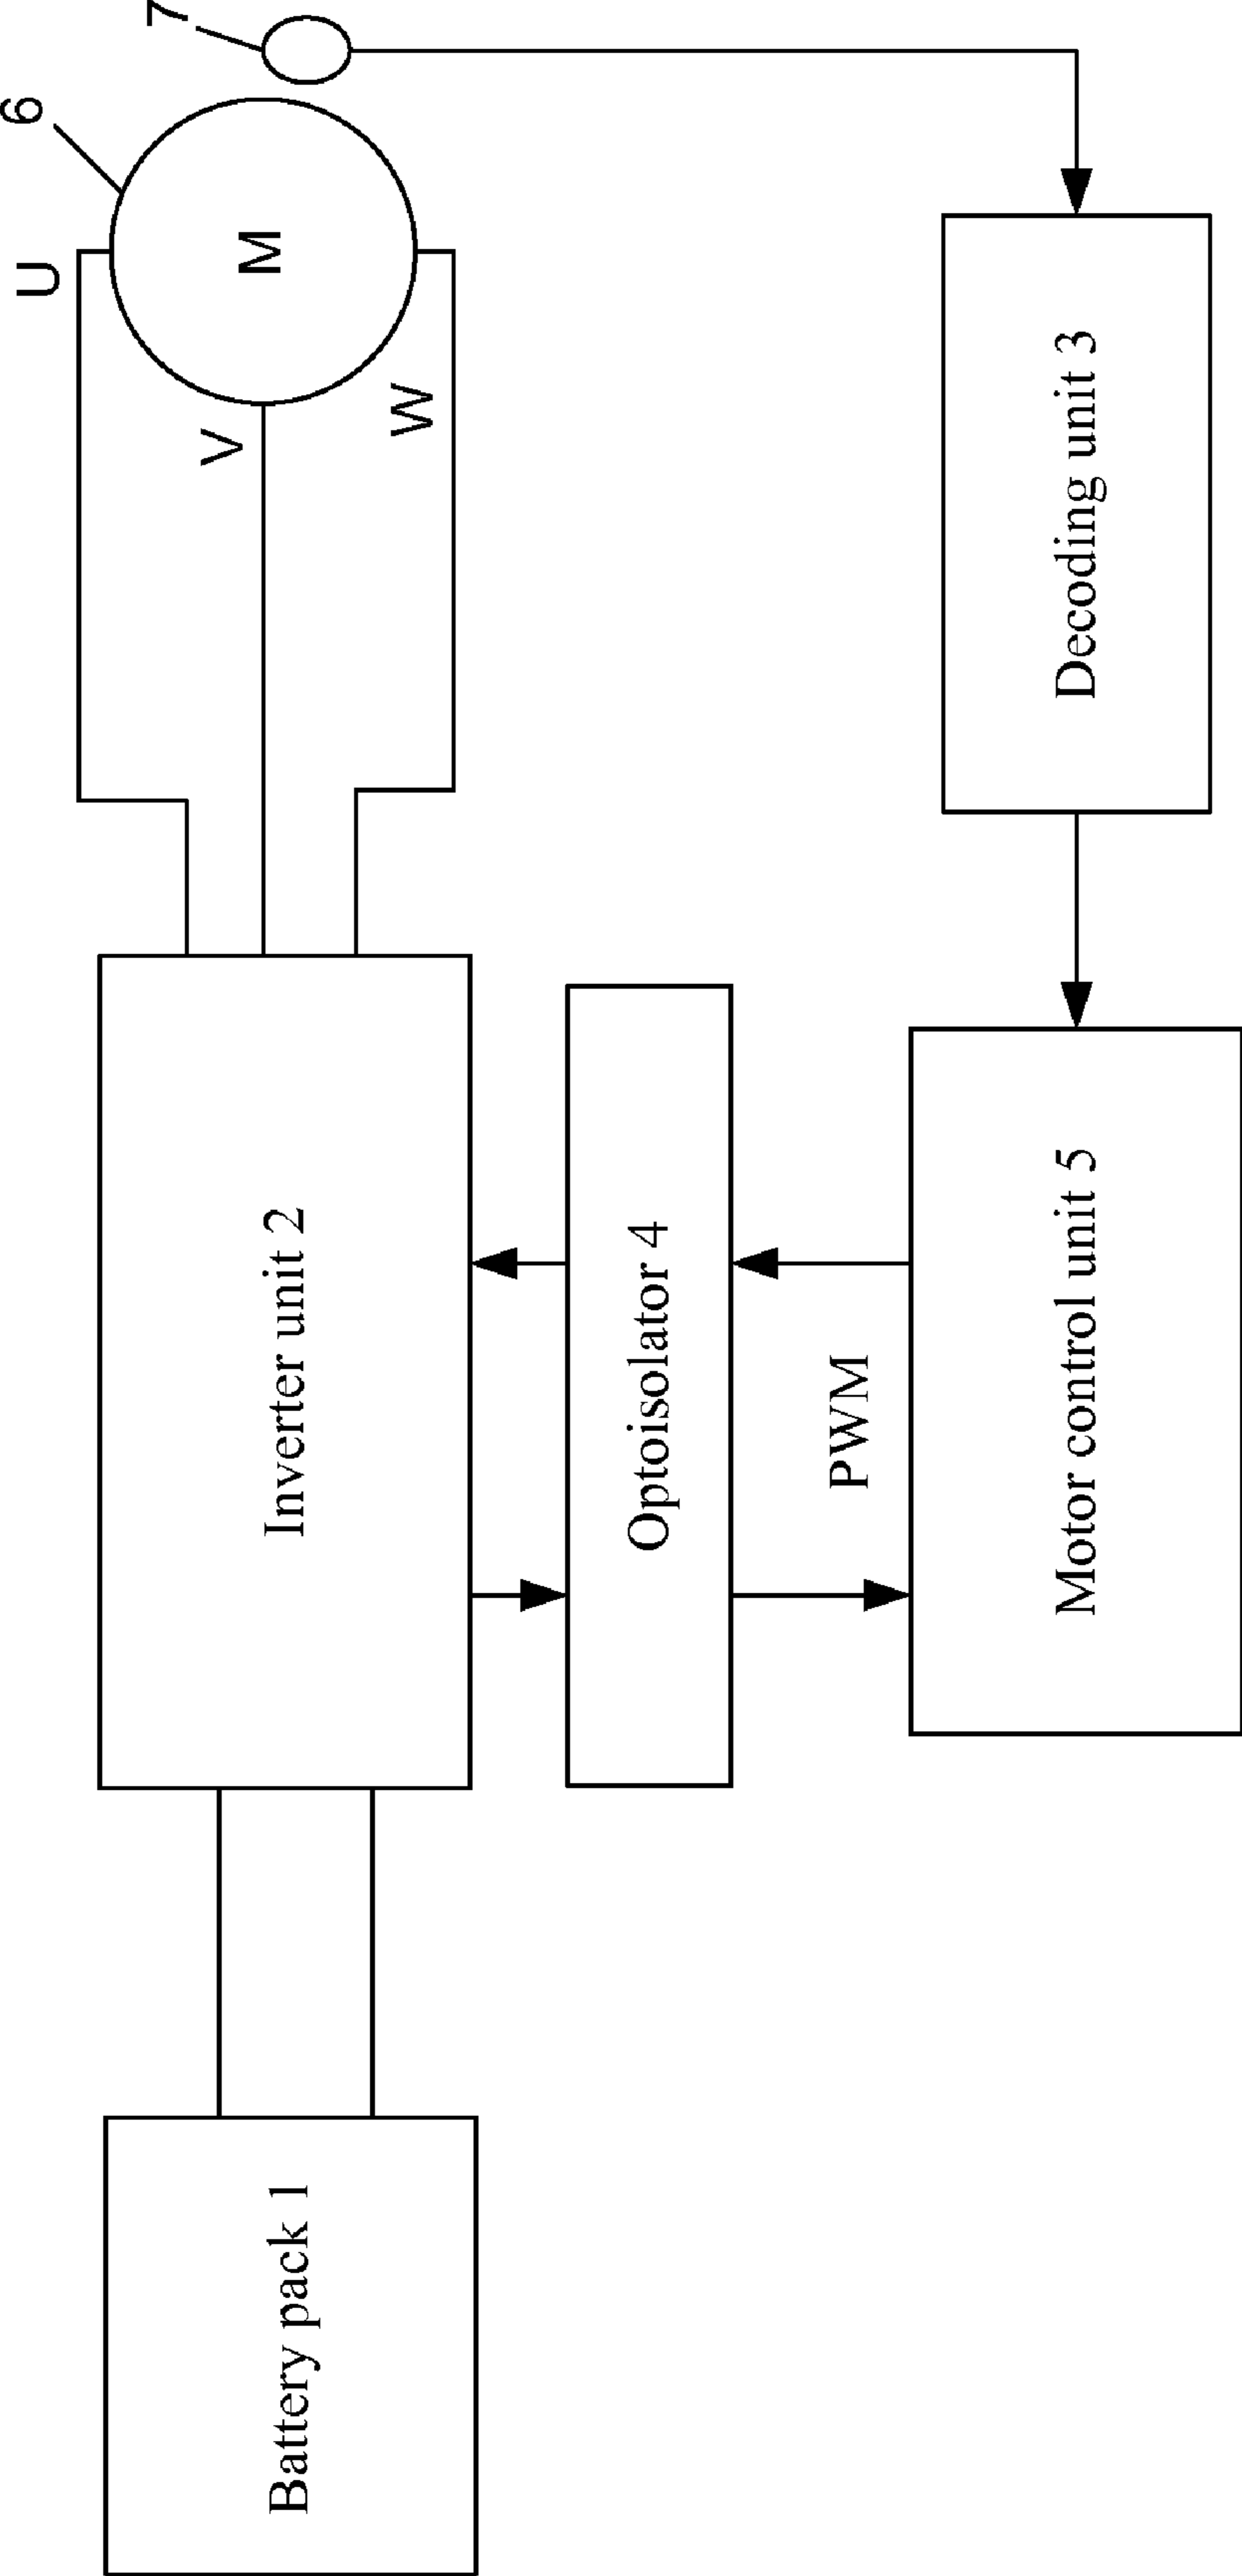 Battery pack 1
Inverter unit 2
U
V
W
M
6
7
Optoisolator 4
PWM
Motor control unit 5
Decoding unit 3